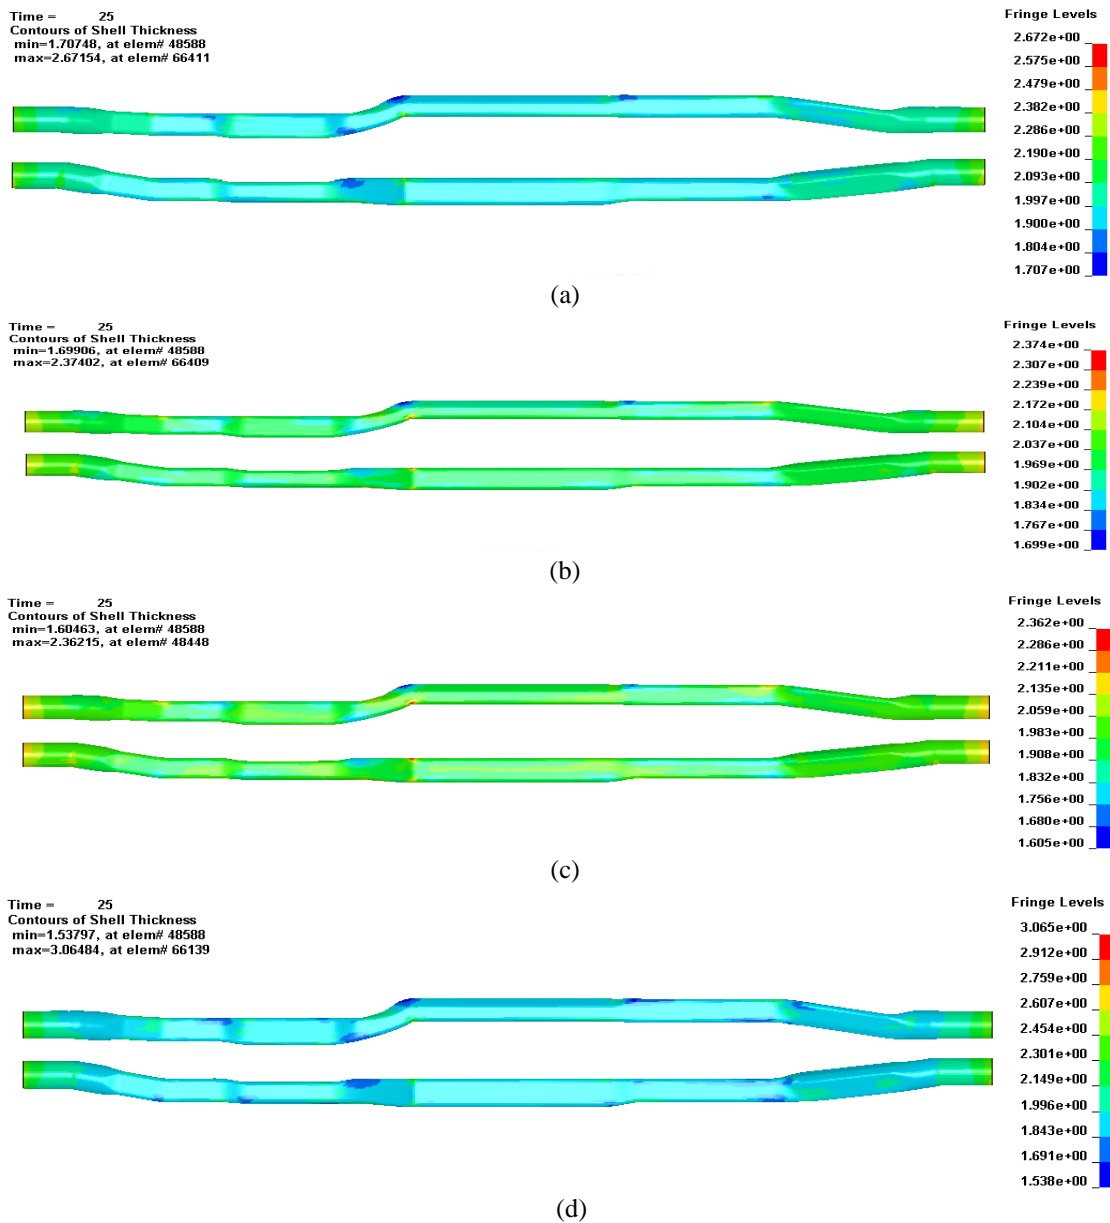 Time = 25
Contours of Shell Thickness
min=1.70748, at elem# 48588
max=2.67154, at elem# 66411
Fringe Levels
2.672e+00
2.575e+00
2.479e+00
2.382e+00
2.286e+00
2.190e+00
2.093e+00
1.997e+00
1.900e+00
1.804e+00
1.707e+00
(a)
Time = 25
Contours of Shell Thickness
min=1.69906, at elem# 48588
max=2.37402, at elem# 66409
Fringe Levels
2.374e+00
2.307e+00
2.239e+00
2.172e+00
2.104e+00
2.037e+00
1.969e+00
1.902e+00
1.834e+00
1.767e+00
1.699e+00
(b)
Time = 25
Contours of Shell Thickness
min=1.60463, at elem# 48588
max=2.36215, at elem# 48448
Fringe Levels
2.362e+00
2.286e+00
2.211e+00
2.135e+00
2.059e+00
1.983e+00
1.908e+00
1.832e+00
1.756e+00
1.680e+00
1.605e+00
(c)
Time = 25
Contours of Shell Thickness
min=1.53797, at elem# 48588
max=3.06484, at elem# 66139
Fringe Levels
3.065e+00
2.912e+00
2.759e+00
2.607e+00
2.454e+00
2.301e+00
2.149e+00
1.996e+00
1.843e+00
1.691e+00
1.538e+00
(d)